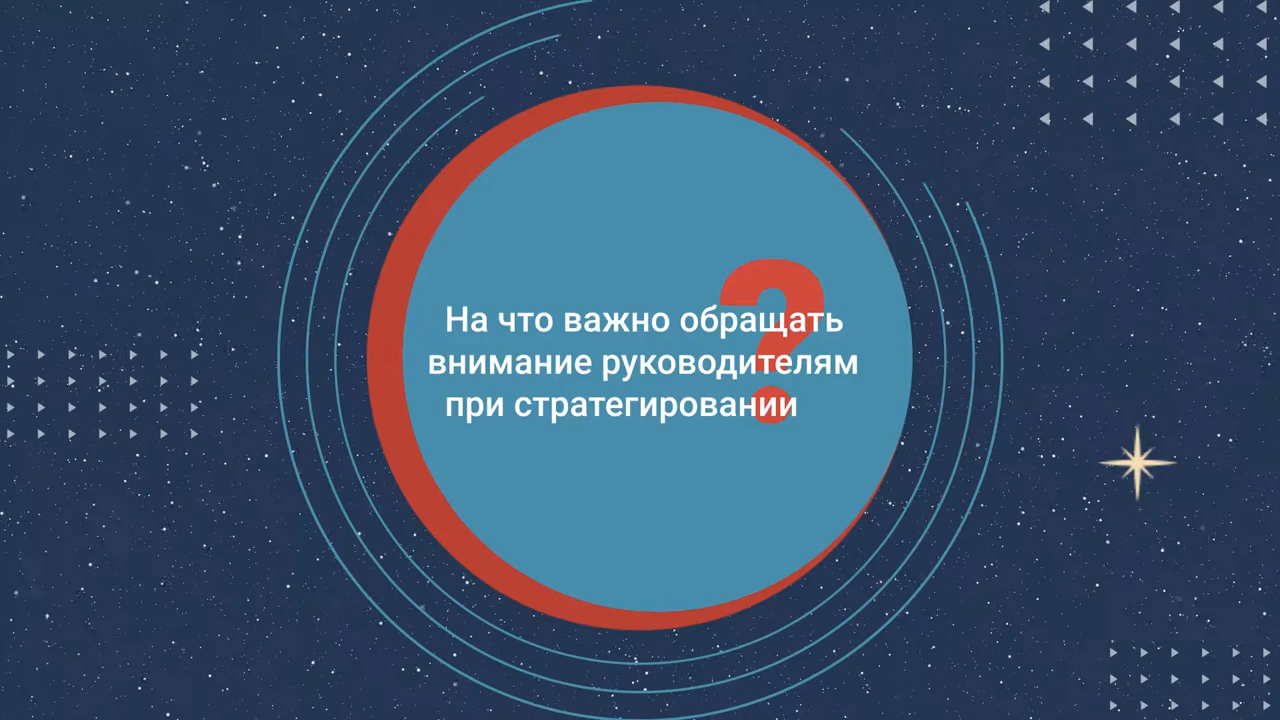 На что важно обращать
внимание руководителям
при стратегировании
?